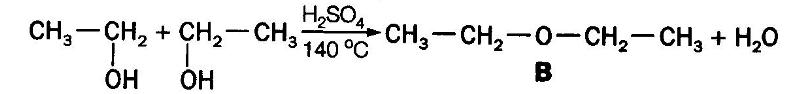 CH₃—CH₂ + CH₂—CH₃ H₂SO₄ 140 °C CH₃—CH₂—O—CH₂—CH₃ + H₂O
OH OH B